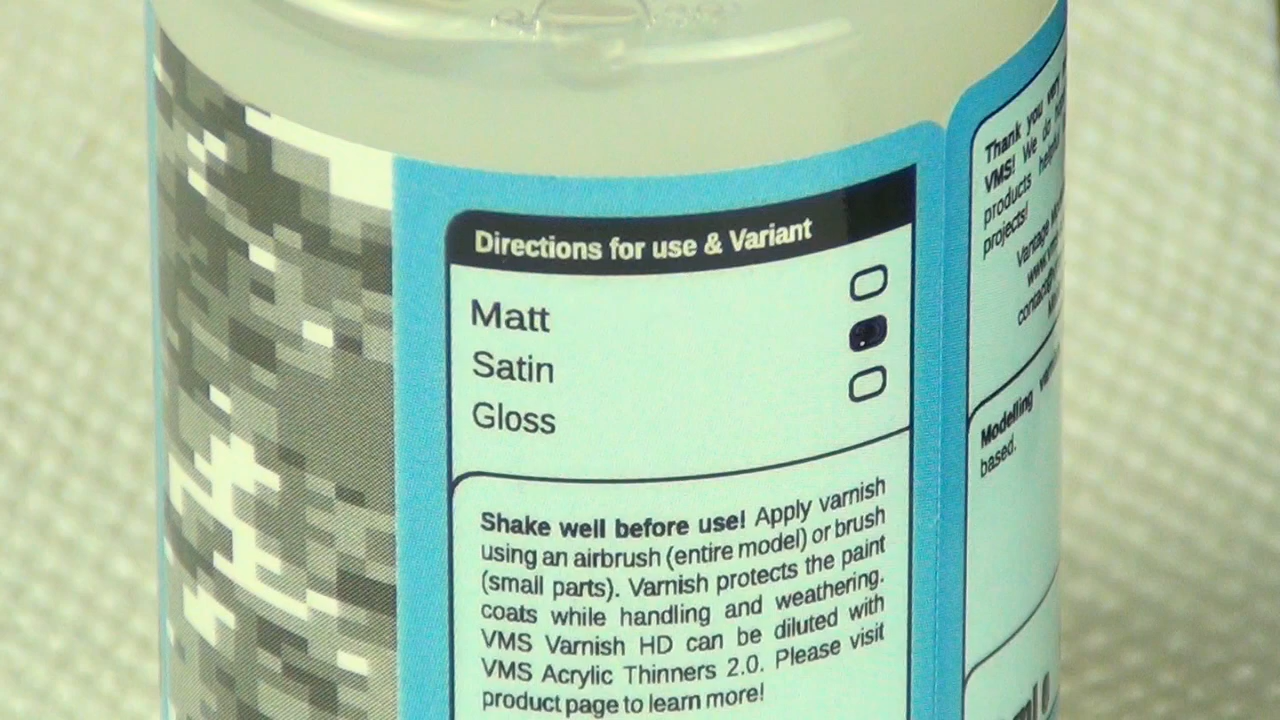 Directions for use & Variant
Matt
Satin
Gloss
Shake well before use! Apply varnish
using an airbrush (entire model) or brush
(small parts). Varnish protects the paint
coats while handling and weathering.
VMS Varnish HD can be diluted with
VMS Acrylic Thinners 2.0. Please visit
product page to learn more!
Thank you very
VMS! We do
products
projects!
Modelling
based.